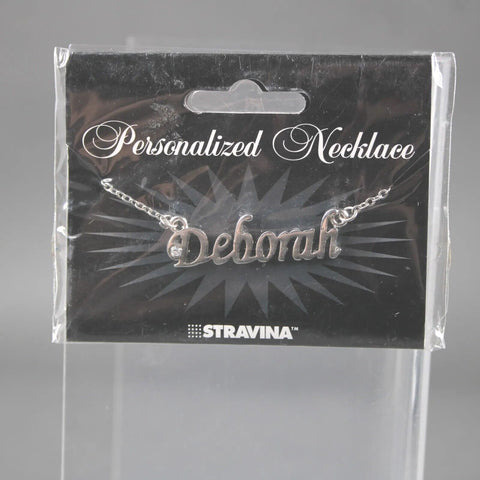 Personalized Necklace
Deborah
STRAVINA™